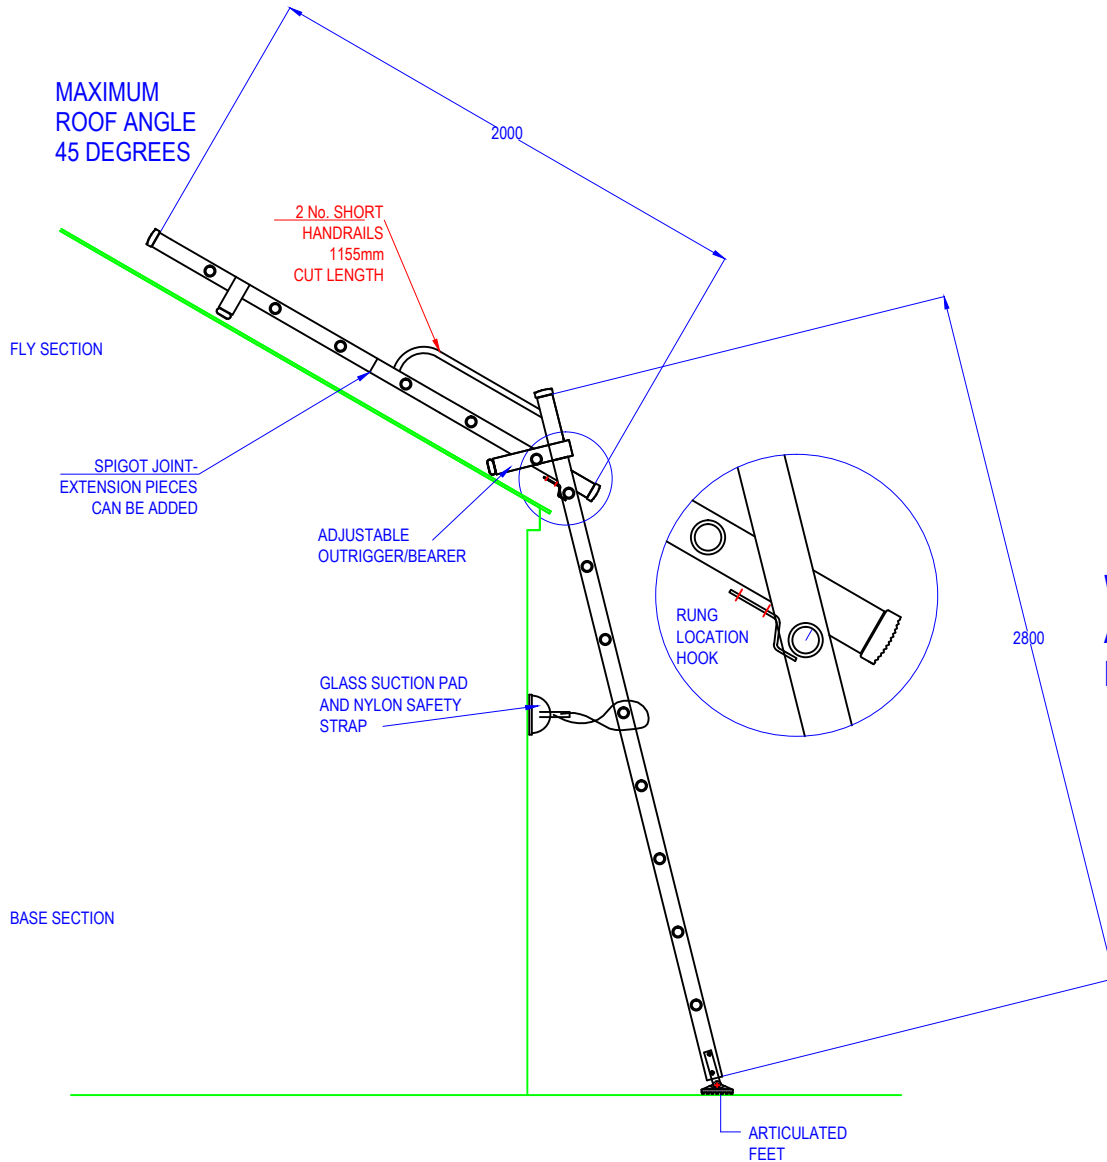 MAXIMUM
ROOF ANGLE
45 DEGREES
2000
2 No. SHORT
HANDRAILS
1155mm
CUT LENGTH
FLY SECTION
SPIGOT JOINT-
EXTENSION PIECES
CAN BE ADDED
ADJUSTABLE
OUTRIGGER/BEARER
RUNG
LOCATION
HOOK
2800
GLASS SUCTION PAD
AND NYLON SAFETY
STRAP
BASE SECTION
ARTICULATED
FEET